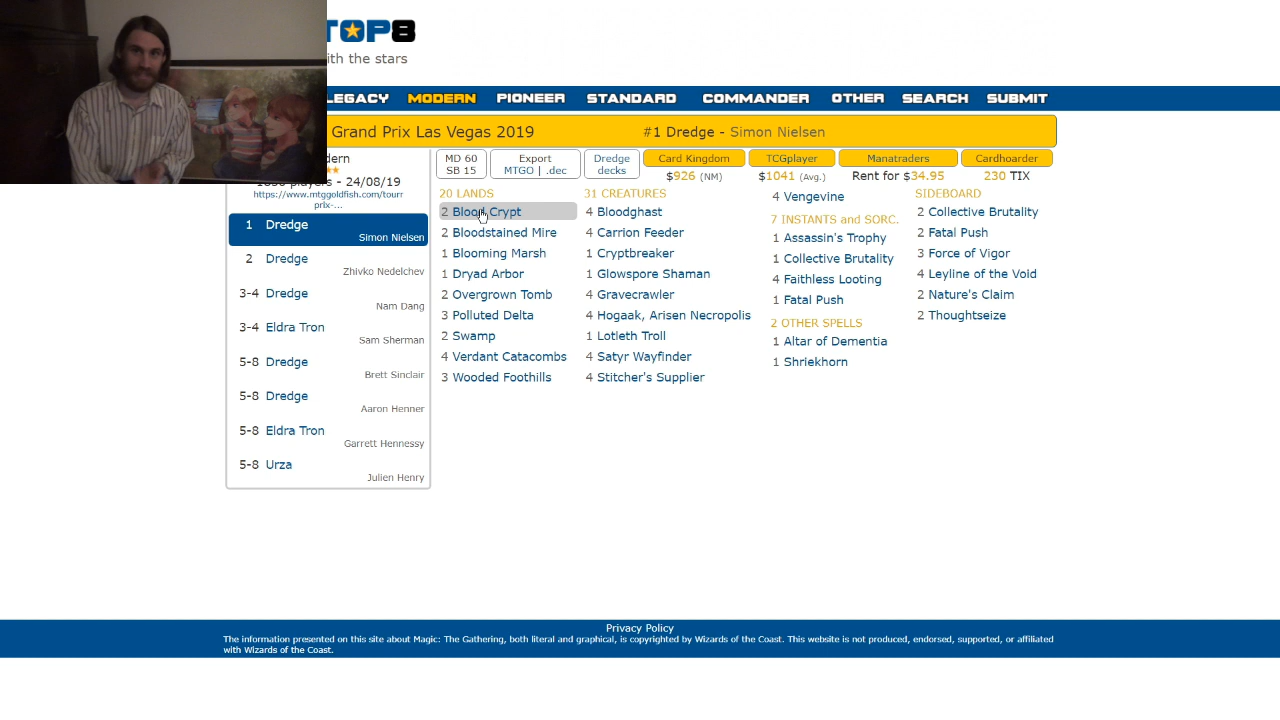 TOP8
ith the stars
LEGACY MODERN PIONEER STANDARD COMMANDER OTHER SEARCH SUBMIT
Grand Prix Las Vegas 2019 #1 Dredge - Simon Nielsen
dern
- 24/08/19
https://www.mtggoldfish.com/tourr
prix-...
1 Dredge
Simon Nielsen
2 Dredge
Zhivko Nedelchev
3-4 Dredge
Nam Dang
3-4 Eldra Tron
Sam Sherman
5-8 Dredge
Brett Sinclair
5-8 Dredge
Aaron Henner
5-8 Eldra Tron
Garrett Hennessy
5-8 Urza
Julien Henry
MD 60
SB 15
Export
MTGO | .dec
Dredge
decks
Card Kingdom
$926 (NM)
TCGplayer
$1041 (Avg.)
Manatraders
Rent for $34.95
Cardhoarder
230 TIX
20 LANDS
2 Blood Crypt
2 Bloodstained Mire
1 Blooming Marsh
1 Dryad Arbor
2 Overgrown Tomb
3 Polluted Delta
2 Swamp
4 Verdant Catacombs
3 Wooded Foothills
31 CREATURES
4 Bloodghast
4 Carrion Feeder
1 Cryptbreaker
1 Glowspore Shaman
4 Gravecrawler
4 Hogaak, Arisen Necropolis
1 Lotleth Troll
4 Satyr Wayfinder
4 Stitcher's Supplier
4 Vengevine
7 INSTANTS and SORC.
1 Assassin's Trophy
1 Collective Brutality
4 Faithless Looting
1 Fatal Push
2 OTHER SPELLS
1 Altar of Dementia
1 Shriekhorn
SIDEBOARD
2 Collective Brutality
2 Fatal Push
3 Force of Vigor
4 Leyline of the Void
2 Nature's Claim
2 Thoughtseize
Privacy Policy
The information presented on this site about Magic: The Gathering, both literal and graphical, is copyrighted by Wizards of the Coast. This website is not produced, endorsed, supported, or affiliated
with Wizards of the Coast.